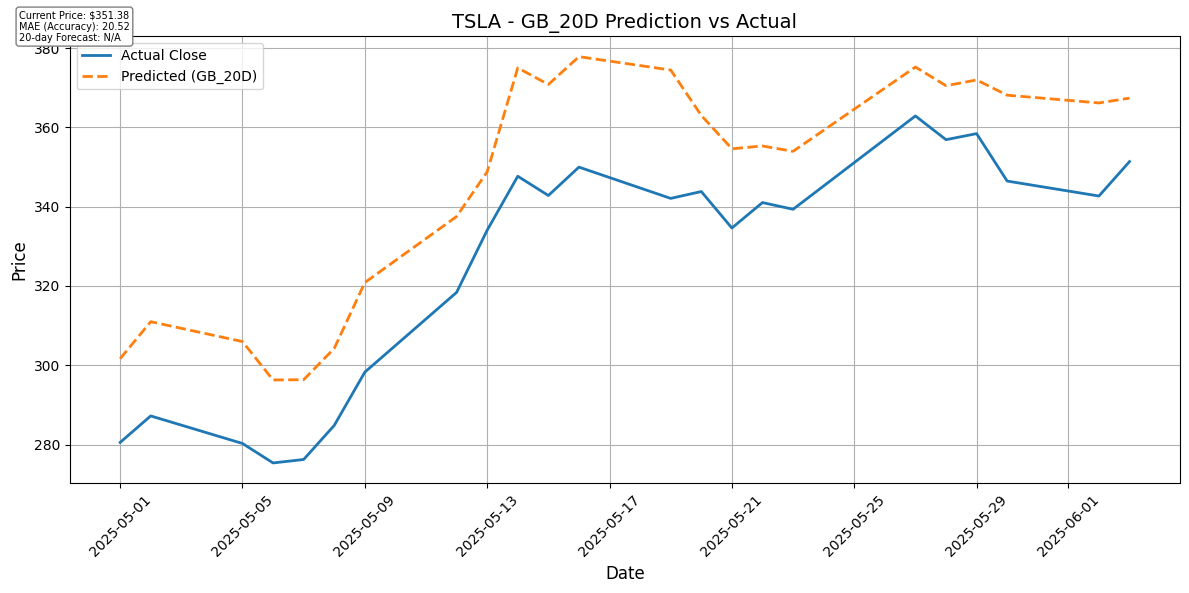 TSLA - GB_20D Prediction vs Actual
Current Price: $351.38
MAE (Accuracy): 20.52
20-day Forecast: N/A
Actual Close
Predicted (GB_20D)
Price
380
360
340
320
300
280
2025-05-01
2025-05-05
2025-05-09
2025-05-13
2025-05-17
2025-05-21
2025-05-25
2025-05-29
2025-06-01
Date